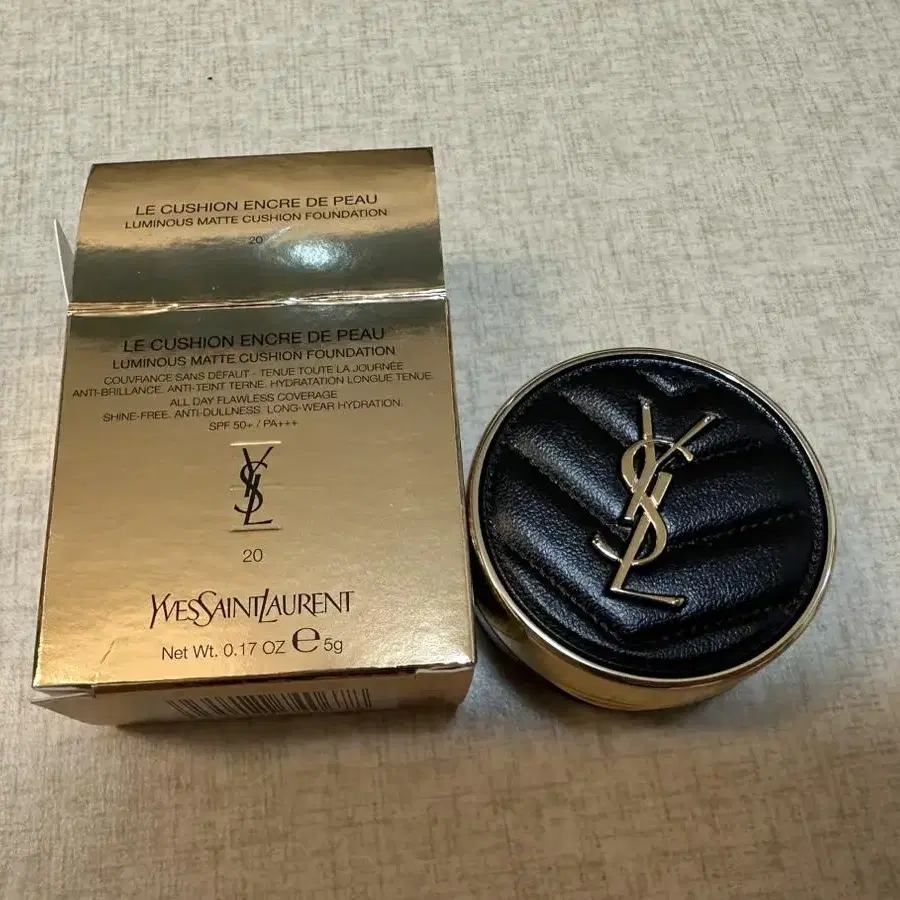 LE CUSHION ENCRE DE PEAU
LUMINOUS MATTE CUSHION FOUNDATION
20
LE CUSHION ENCRE DE PEAU
LUMINOUS MATTE CUSHION FOUNDATION
COUVRANCE SANS DÉFAUT - TENUE TOUTE LA JOURNÉE
ANTI-BRILLANCE. ANTI-TEINT TERNE. HYDRATATION LONGUE TENUE.
ALL DAY FLAWLESS COVERAGE
SHINE-FREE. ANTI-DULLNESS. LONG-WEAR HYDRATION.
SPF 50+ / PA+++
YSL
20
YVESSAINTLAURENT
Net Wt. 0.17 OZ ℮ 5g
YSL